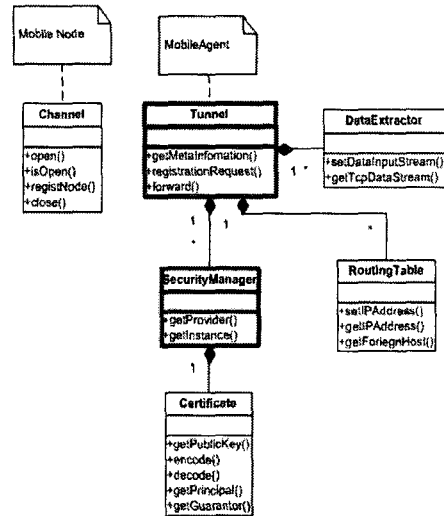 Mobile Node
MobileAgent
Channel
+open()
+isOpen()
+registNode()
+close()
Tunnel
+getMetaInfomation()
+registrationRequest()
+forward()
1 *
DataExtractor
+setDataInputStream()
+getTcpDataStream()
1
1
*
*
SecurityManager
+getProvider()
+getInstance()
RoutingTable
+setIPAddress()
+getIPAddress()
+getForiegnHost()
1
Certificate
+getPublicKey()
+encode()
+decode()
+getPrincipal()
+getGuarantor()